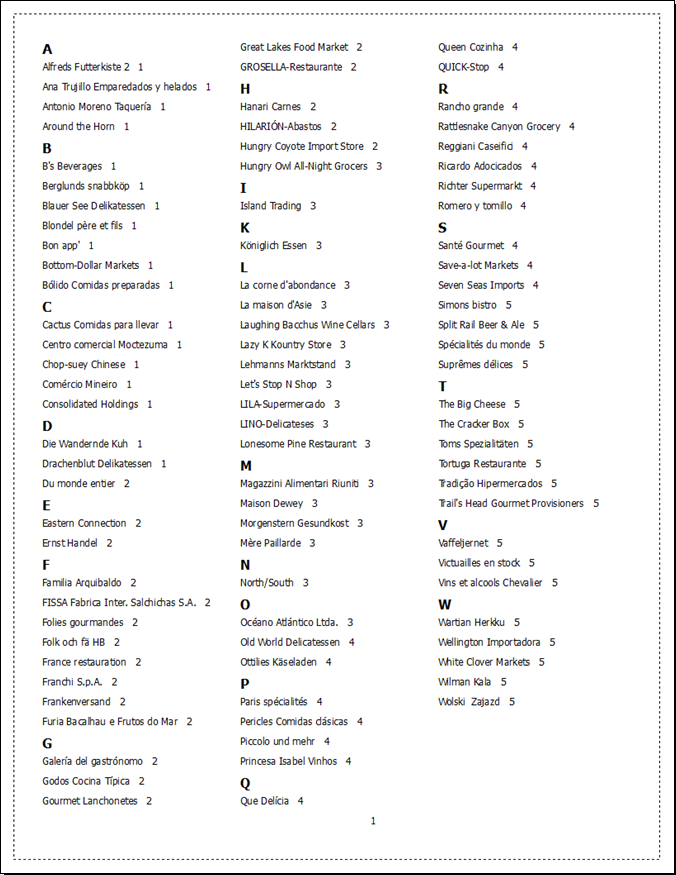 A
Alfreds Futterkiste 2 1
Ana Trujillo Emparedados y helados 1
Antonio Moreno Taquería 1
Around the Horn 1
B
B's Beverages 1
Berglunds snabbköp 1
Blauer See Delikatessen 1
Blondel père et fils 1
Bon app' 1
Bottom-Dollar Markets 1
Bólido Comidas preparadas 1
C
Cactus Comidas para llevar 1
Centro comercial Moctezuma 1
Chop-suey Chinese 1
Comércio Mineiro 1
Consolidated Holdings 1
D
Die Wandernde Kuh 1
Drachenblut Delikatessen 1
Du monde entier 2
E
Eastern Connection 2
Ernst Handel 2
F
Familia Arquibaldo 2
FISSA Fabrica Inter. Salchichas S.A. 2
Folies gourmandes 2
Folk och fä HB 2
France restauration 2
Franchi S.p.A. 2
Frankenversand 2
Furia Bacalhau e Frutos do Mar 2
G
Galería del gastrónomo 2
Godos Cocina Típica 2
Gourmet Lanchonetes 2
Great Lakes Food Market 2
GROSELLA-Restaurante 2
H
Hanari Carnes 2
HILARIÓN-Abastos 2
Hungry Coyote Import Store 2
Hungry Owl All-Night Grocers 3
I
Island Trading 3
K
Königlich Essen 3
L
La corne d'abondance 3
La maison d'Asie 3
Laughing Bacchus Wine Cellars 3
Lazy K Kountry Store 3
Lehmanns Marktstand 3
Let's Stop N Shop 3
LILA-Supermercado 3
LINO-Delicateses 3
Lonesome Pine Restaurant 3
M
Magazzini Alimentari Riuniti 3
Maison Dewey 3
Morgenstern Gesundkost 3
Mère Paillarde 3
N
North/South 3
O
Océano Atlántico Ltda. 3
Old World Delicatessen 4
Ottilies Käseladen 4
P
Paris spécialités 4
Pericles Comidas clásicas 4
Piccolo und mehr 4
Princesa Isabel Vinhos 4
Q
Que Delícia 4
Queen Cozinha 4
QUICK-Stop 4
R
Rancho grande 4
Rattlesnake Canyon Grocery 4
Reggiani Caseifici 4
Ricardo Adocicados 4
Richter Supermarkt 4
Romero y tomillo 4
S
Santé Gourmet 4
Save-a-lot Markets 4
Seven Seas Imports 4
Simons bistro 5
Split Rail Beer & Ale 5
Spécialités du monde 5
Suprêmes délices 5
T
The Big Cheese 5
The Cracker Box 5
Toms Spezialitäten 5
Tortuga Restaurante 5
Tradição Hipermercados 5
Trail's Head Gourmet Provisioners 5
V
Vaffeljernet 5
Victuailles en stock 5
Vins et alcools Chevalier 5
W
Wartian Herkku 5
Wellington Importadora 5
White Clover Markets 5
Wilman Kala 5
Wolski Zajazd 5
1